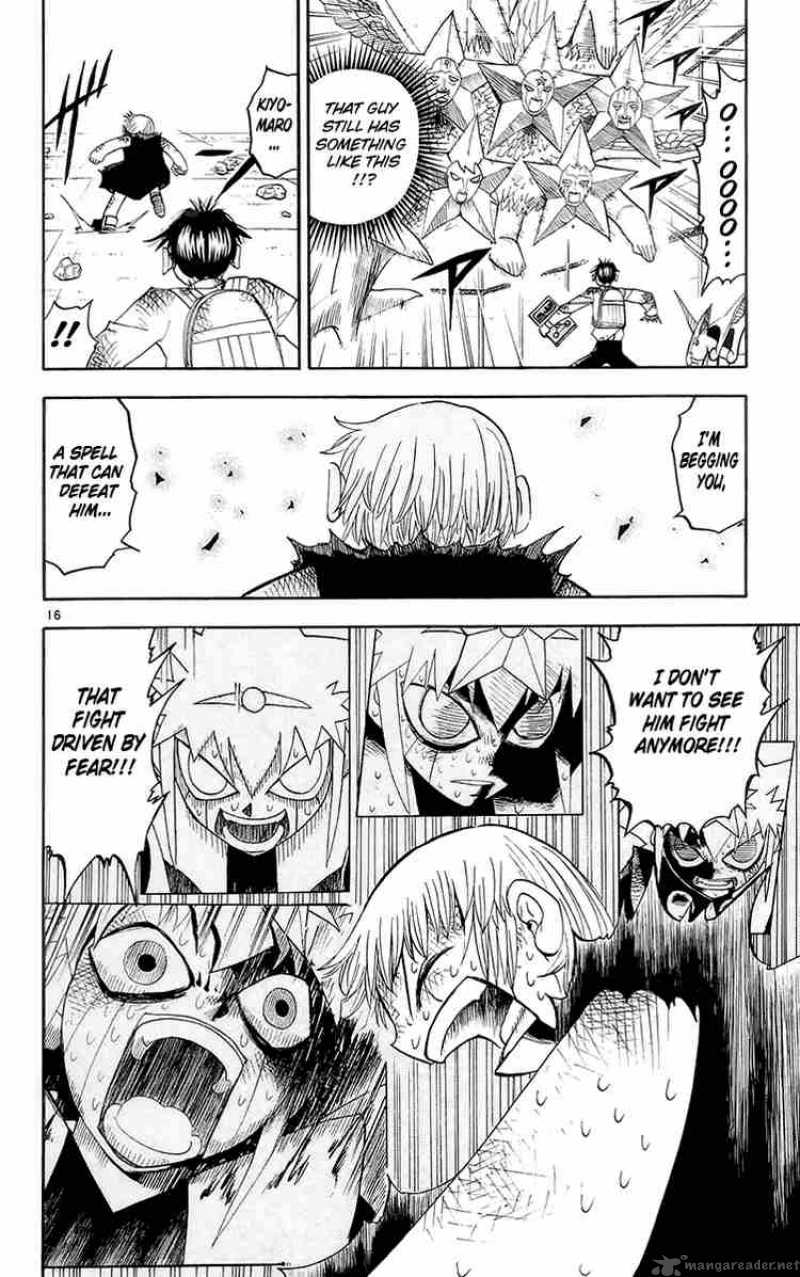 O...OOOO...
THAT GUY
STILL HAS
SOMETHING
LIKE THIS
!!?
KIYO-
MARO
...
!!
I'M
BEGGING
YOU,
A SPELL
THAT CAN
DEFEAT
HIM...
16
I DON'T
WANT TO SEE
HIM FIGHT
ANYMORE!!!
THAT
FIGHT
DRIVEN BY
FEAR!!!
mangareader.net